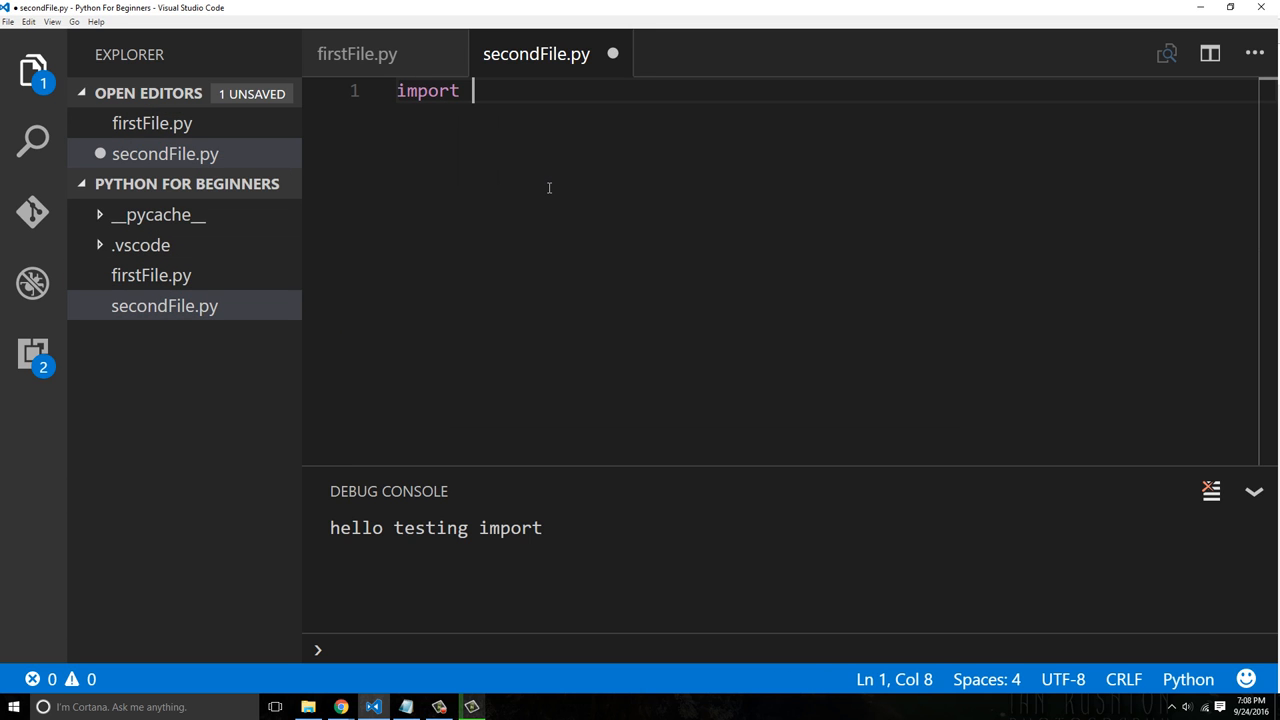 secondFile.py - Python For Beginners - Visual Studio Code
File Edit View Go Help
EXPLORER
firstFile.py
secondFile.py
1
OPEN EDITORS 1 UNSAVED
1 import
firstFile.py
secondFile.py
PYTHON FOR BEGINNERS
__pycache__
.vscode
firstFile.py
secondFile.py
2
DEBUG CONSOLE
hello testing import
0 0
Ln 1, Col 8 Spaces: 4 UTF-8 CRLF Python
I'm Cortana. Ask me anything.
7:08 PM
9/24/2016